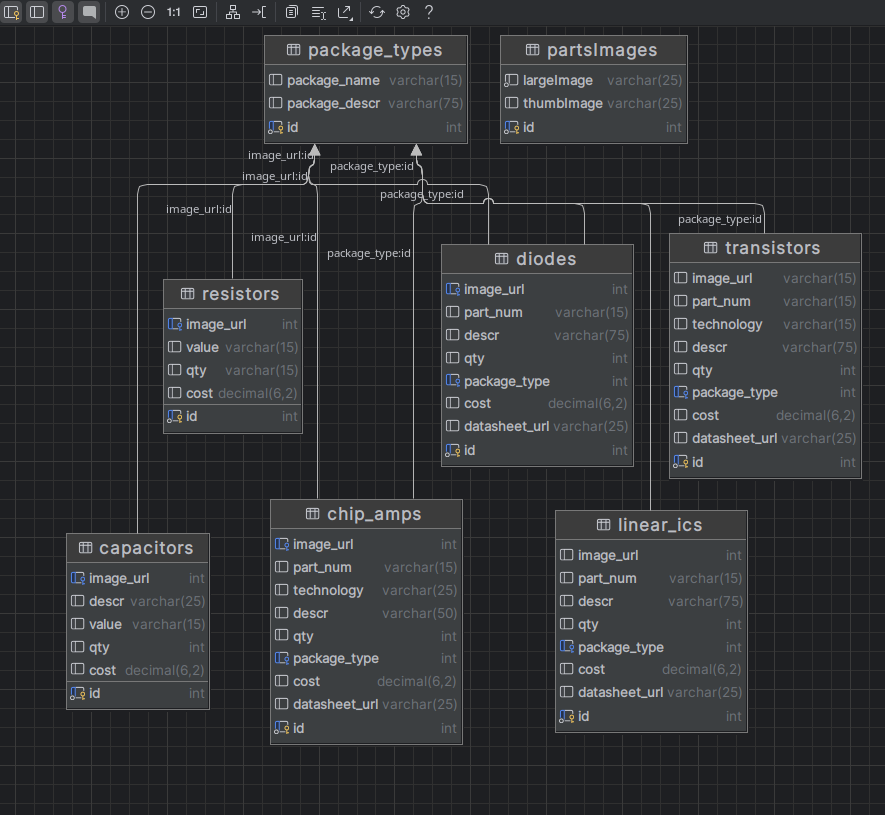 1:1
package_types
package_name varchar(15)
package_descr varchar(75)
id int
partsImages
largeImage varchar(25)
thumbImage varchar(25)
id int
image_url:id
package_type:id
image_url:id
package_type:id
image_url:id
package_type:id
image_url:id
package_type:id
resistors
image_url int
value varchar(15)
qty varchar(15)
cost decimal(6,2)
id int
diodes
image_url int
part_num varchar(15)
descr varchar(75)
qty int
package_type int
cost decimal(6,2)
datasheet_url varchar(25)
id int
transistors
image_url varchar(15)
part_num varchar(15)
technology varchar(15)
descr varchar(75)
qty int
package_type int
cost decimal(6,2)
datasheet_url varchar(25)
id int
capacitors
image_url int
descr varchar(25)
value varchar(15)
qty int
cost decimal(6,2)
id int
chip_amps
image_url int
part_num varchar(15)
technology varchar(25)
descr varchar(50)
qty int
package_type int
cost decimal(6,2)
datasheet_url varchar(25)
id int
linear_ics
image_url int
part_num varchar(15)
descr varchar(75)
qty int
package_type int
cost decimal(6,2)
datasheet_url varchar(25)
id int